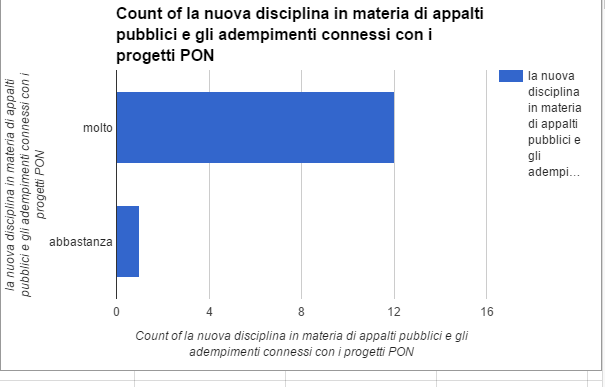 Count of la nuova disciplina in materia di appalti
pubblici e gli adempimenti connessi con i
progetti PON
la nuova disciplina in materia di appalti
pubblici e gli adempimenti connessi con i
progetti PON
molto
abbastanza
0 4 8 12 16
Count of la nuova disciplina in materia di appalti pubblici e gli
adempimenti connessi con i progetti PON
la nuova
disciplina
in materia
di appalti
pubblici e
gli
adempi…